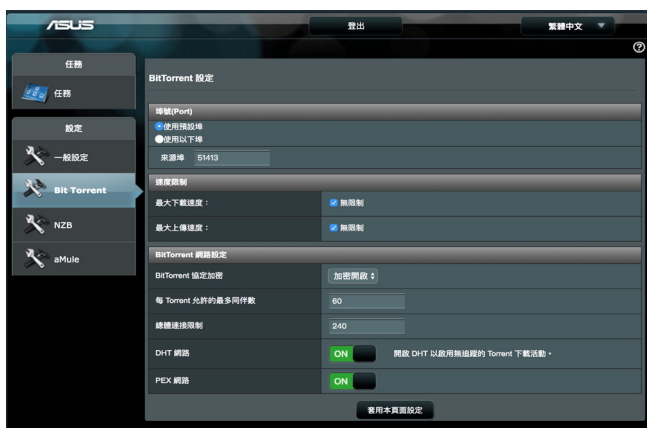 ASUS
登出
繁體中文
任務
任務
設定
一般設定
Bit Torrent
NZB
aMule
BitTorrent 設定
埠號(Port)
使用預設埠
使用以下埠
來源埠 51413
速度限制
最大下載速度： 無限制
最大上傳速度： 無限制
BitTorrent 網路設定
BitTorrent 協定加密 加密開啟
每 Torrent 允許的最多同伴數 60
總體連接限制 240
DHT 網路 ON 開啟 DHT 以啟用無追蹤的 Torrent 下載活動。
PEX 網路 ON
套用本頁面設定